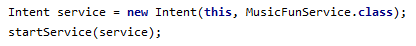 Intent service = new Intent(this, MusicFunService.class);
startService(service);